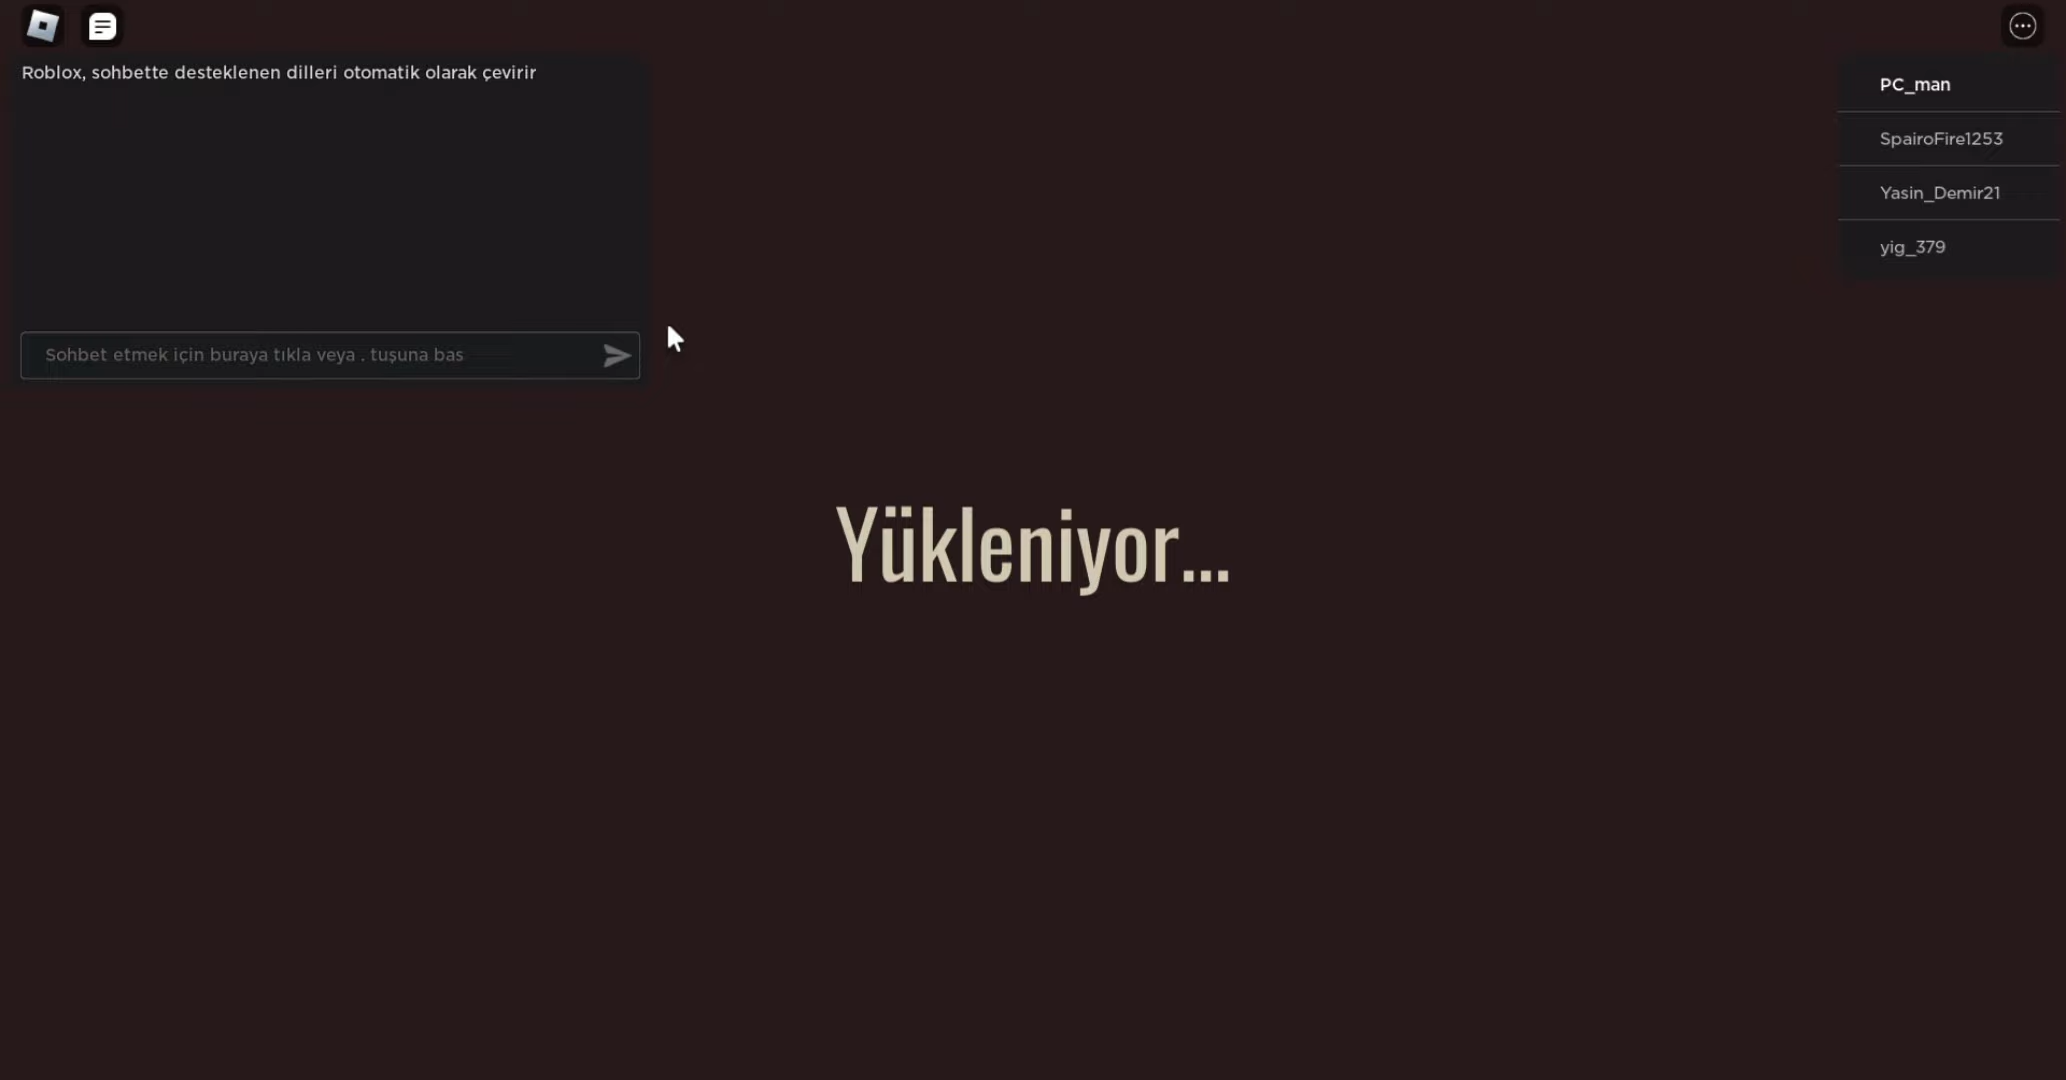 Roblox, sohbette desteklenen dilleri otomatik olarak çevirir
PC_man
SpairoFire1253
Yasin_Demir21
yig_379
Sohbet etmek için buraya tıkla veya . tuşuna bas
Yükleniyor...